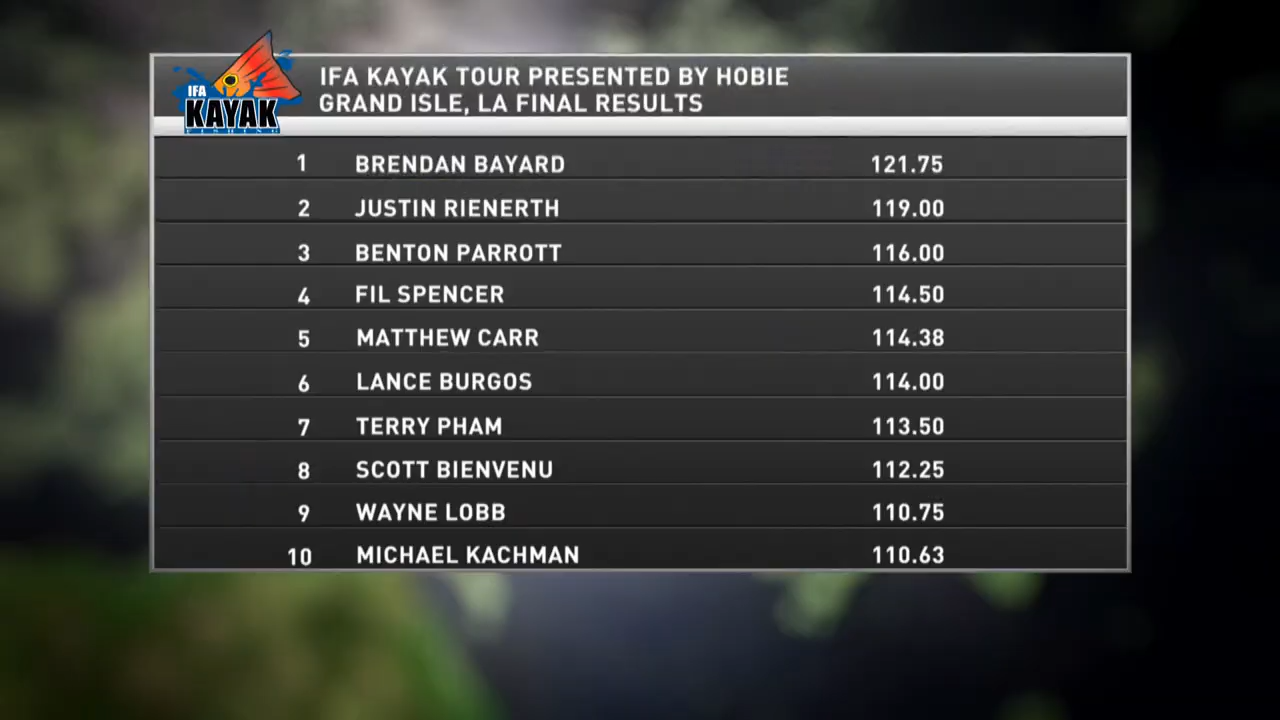 IFA
KAYAK
FISHING
IFA KAYAK TOUR PRESENTED BY HOBIE
GRAND ISLE, LA FINAL RESULTS
1 BRENDAN BAYARD 121.75
2 JUSTIN RIENERTH 119.00
3 BENTON PARROTT 116.00
4 FIL SPENCER 114.50
5 MATTHEW CARR 114.38
6 LANCE BURGOS 114.00
7 TERRY PHAM 113.50
8 SCOTT BIENVENU 112.25
9 WAYNE LOBB 110.75
10 MICHAEL KACHMAN 110.63